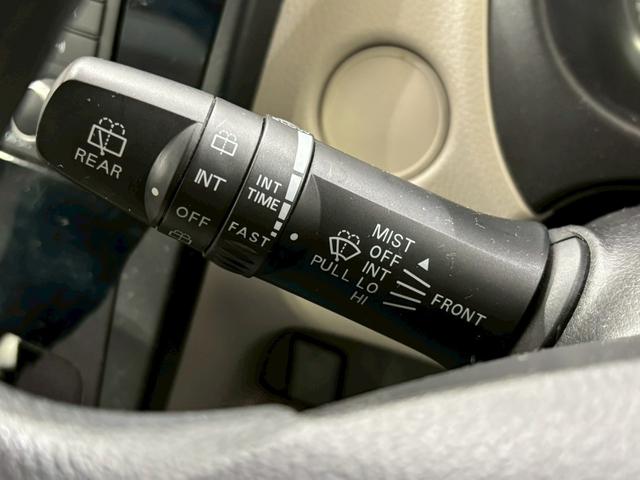 REAR
INT
OFF
INT
TIME
FAST
MIST
OFF
INT
PULL LO
HI
FRONT